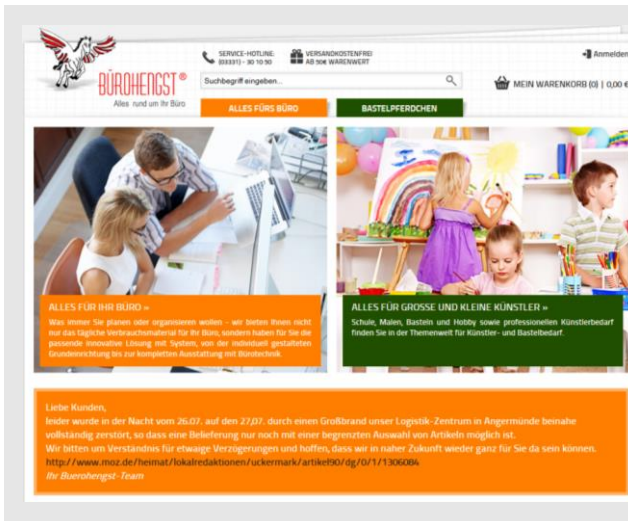 SERVICE-HOTLINE:
(03331) - 30 10 50
VERSANDKOSTENFREI
AB 50€ WARENWERT
Anmelden
BÜROHENGST®
Alles rund um Ihr Büro
Suchbegriff eingeben...
MEIN WARENKORB (0) | 0,00 €
ALLES FÜRS BÜRO
BASTELPFERDCHEN
ALLES FÜR IHR BÜRO »
Was immer Sie planen oder organisieren wollen - wir bieten Ihnen nicht
nur das tägliche Verbrauchsmaterial für Ihr Büro, sondern haben für Sie die
passende innovative Lösung mit System, von der individuell gestalteten
Grundeinrichtung bis zur kompletten Ausstattung mit Bürotechnik.
ALLES FÜR GROSSE UND KLEINE KÜNSTLER »
Schule, Malen, Basteln und Hobby sowie professionellen Künstlerbedarf
finden Sie in der Themenwelt für Künstler- und Bastelbedarf.
Liebe Kunden,
leider wurde in der Nacht vom 26.07. auf den 27,07. durch einen Großbrand unser Logistik-Zentrum in Angermünde beinahe
vollständig zerstört, so dass eine Belieferung nur noch mit einer begrenzten Auswahl von Artikeln möglich ist.
Wir bitten um Verständnis für etwaige Verzögerungen und hoffen, dass wir in naher Zukunft wieder ganz für Sie da sein können.
http://www.moz.de/heimat/lokalredaktionen/uckermark/artikel90/dg/0/1/1306084
Ihr Buerohengst-Team